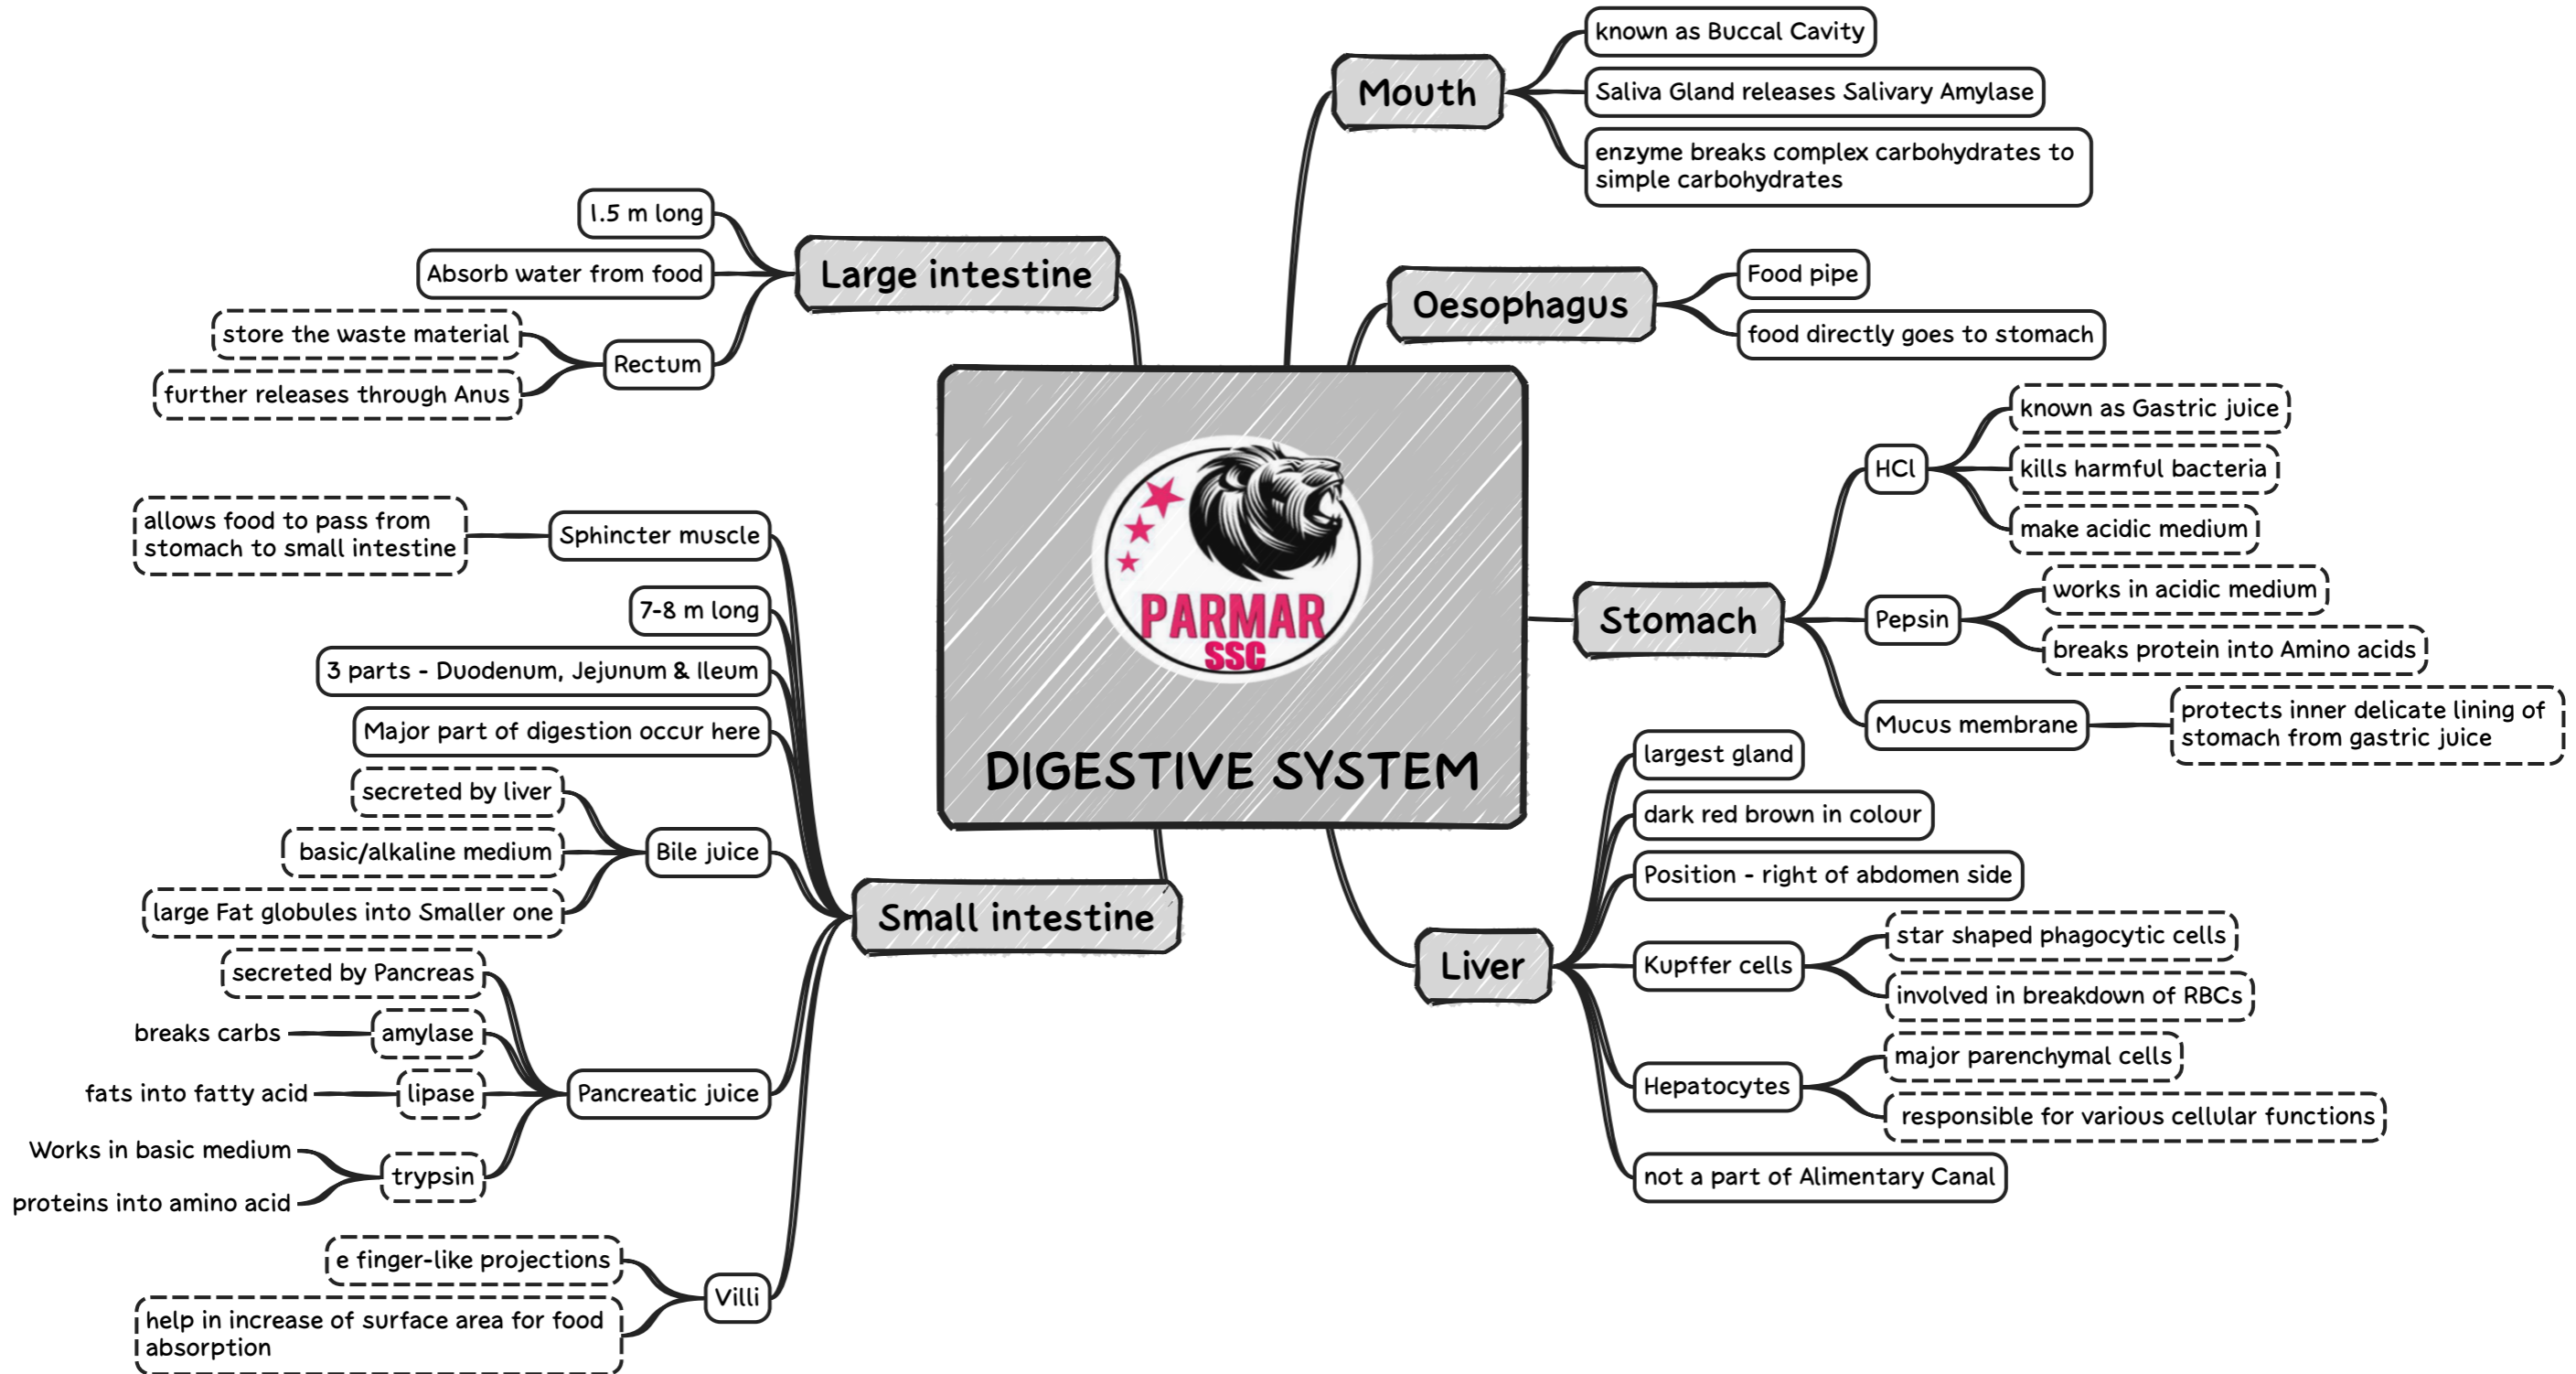 DIGESTIVE SYSTEM
PARMAR
SSC
Mouth
known as Buccal Cavity
Saliva Gland releases Salivary Amylase
enzyme breaks complex carbohydrates to
simple carbohydrates
Oesophagus
Food pipe
food directly goes to stomach
Stomach
HCl
known as Gastric juice
kills harmful bacteria
make acidic medium
Pepsin
works in acidic medium
breaks protein into Amino acids
Mucus membrane
protects inner delicate lining of
stomach from gastric juice
Liver
largest gland
dark red brown in colour
Position - right of abdomen side
Kupffer cells
star shaped phagocytic cells
involved in breakdown of RBCs
Hepatocytes
major parenchymal cells
responsible for various cellular functions
not a part of Alimentary Canal
Small intestine
Sphincter muscle
allows food to pass from
stomach to small intestine
7-8 m long
3 parts - Duodenum, Jejunum & Ileum
Major part of digestion occur here
Bile juice
secreted by liver
basic/alkaline medium
large Fat globules into Smaller one
Pancreatic juice
secreted by Pancreas
amylase
breaks carbs
lipase
fats into fatty acid
trypsin
Works in basic medium
proteins into amino acid
Villi
e finger-like projections
help in increase of surface area for food
absorption
Large intestine
1.5 m long
Absorb water from food
Rectum
store the waste material
further releases through Anus